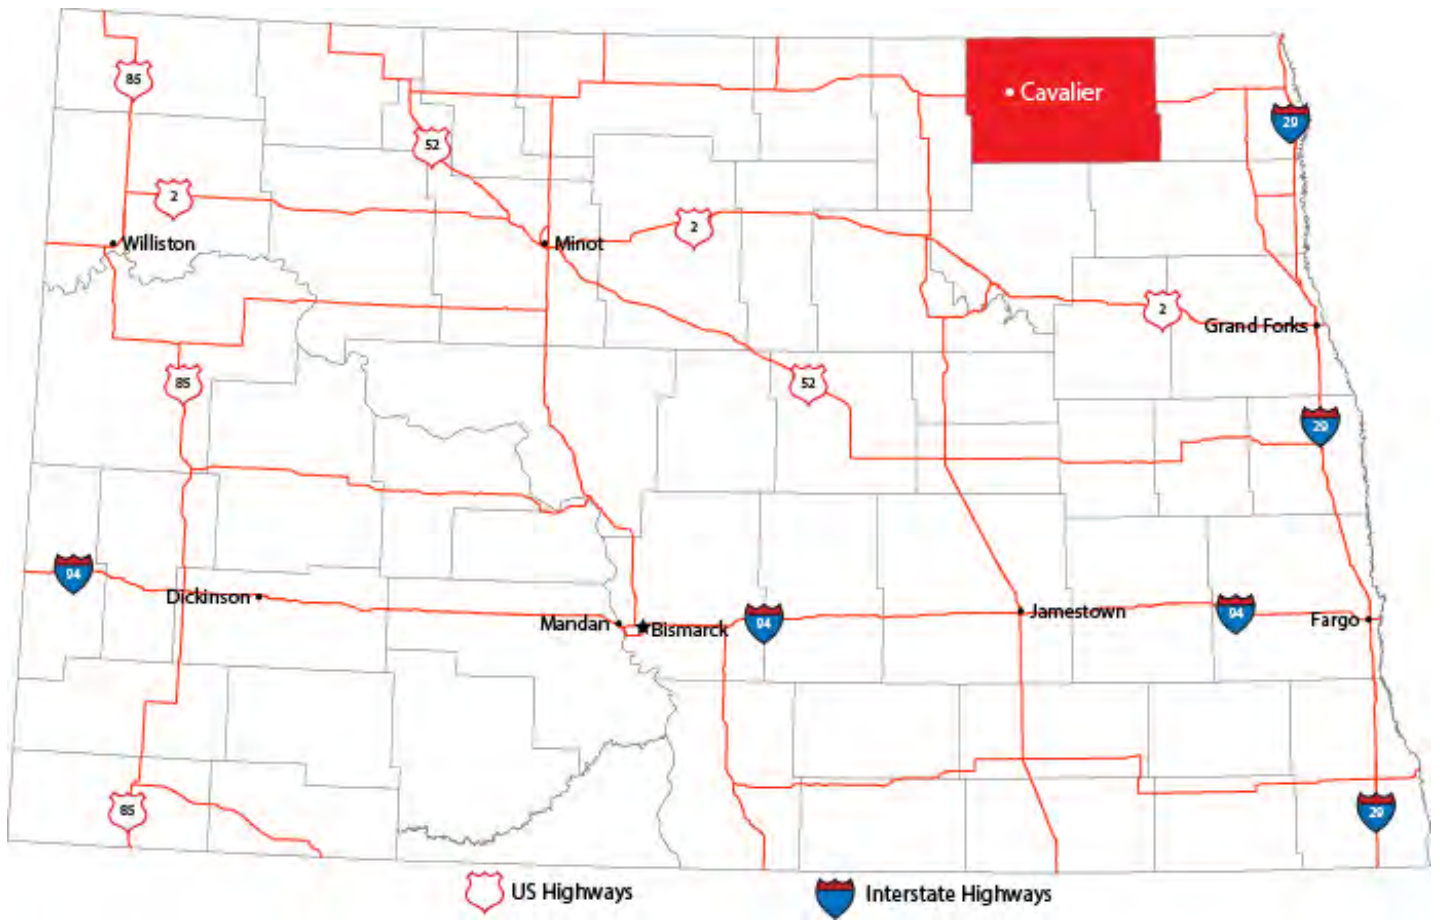 85
Cavalier
29
52
2
2
Williston
Minot
2
Grand Forks
85
52
29
94
Dickinson
Mandan
Bismarck
94
Jamestown
94
Fargo
85
29
US Highways
Interstate Highways